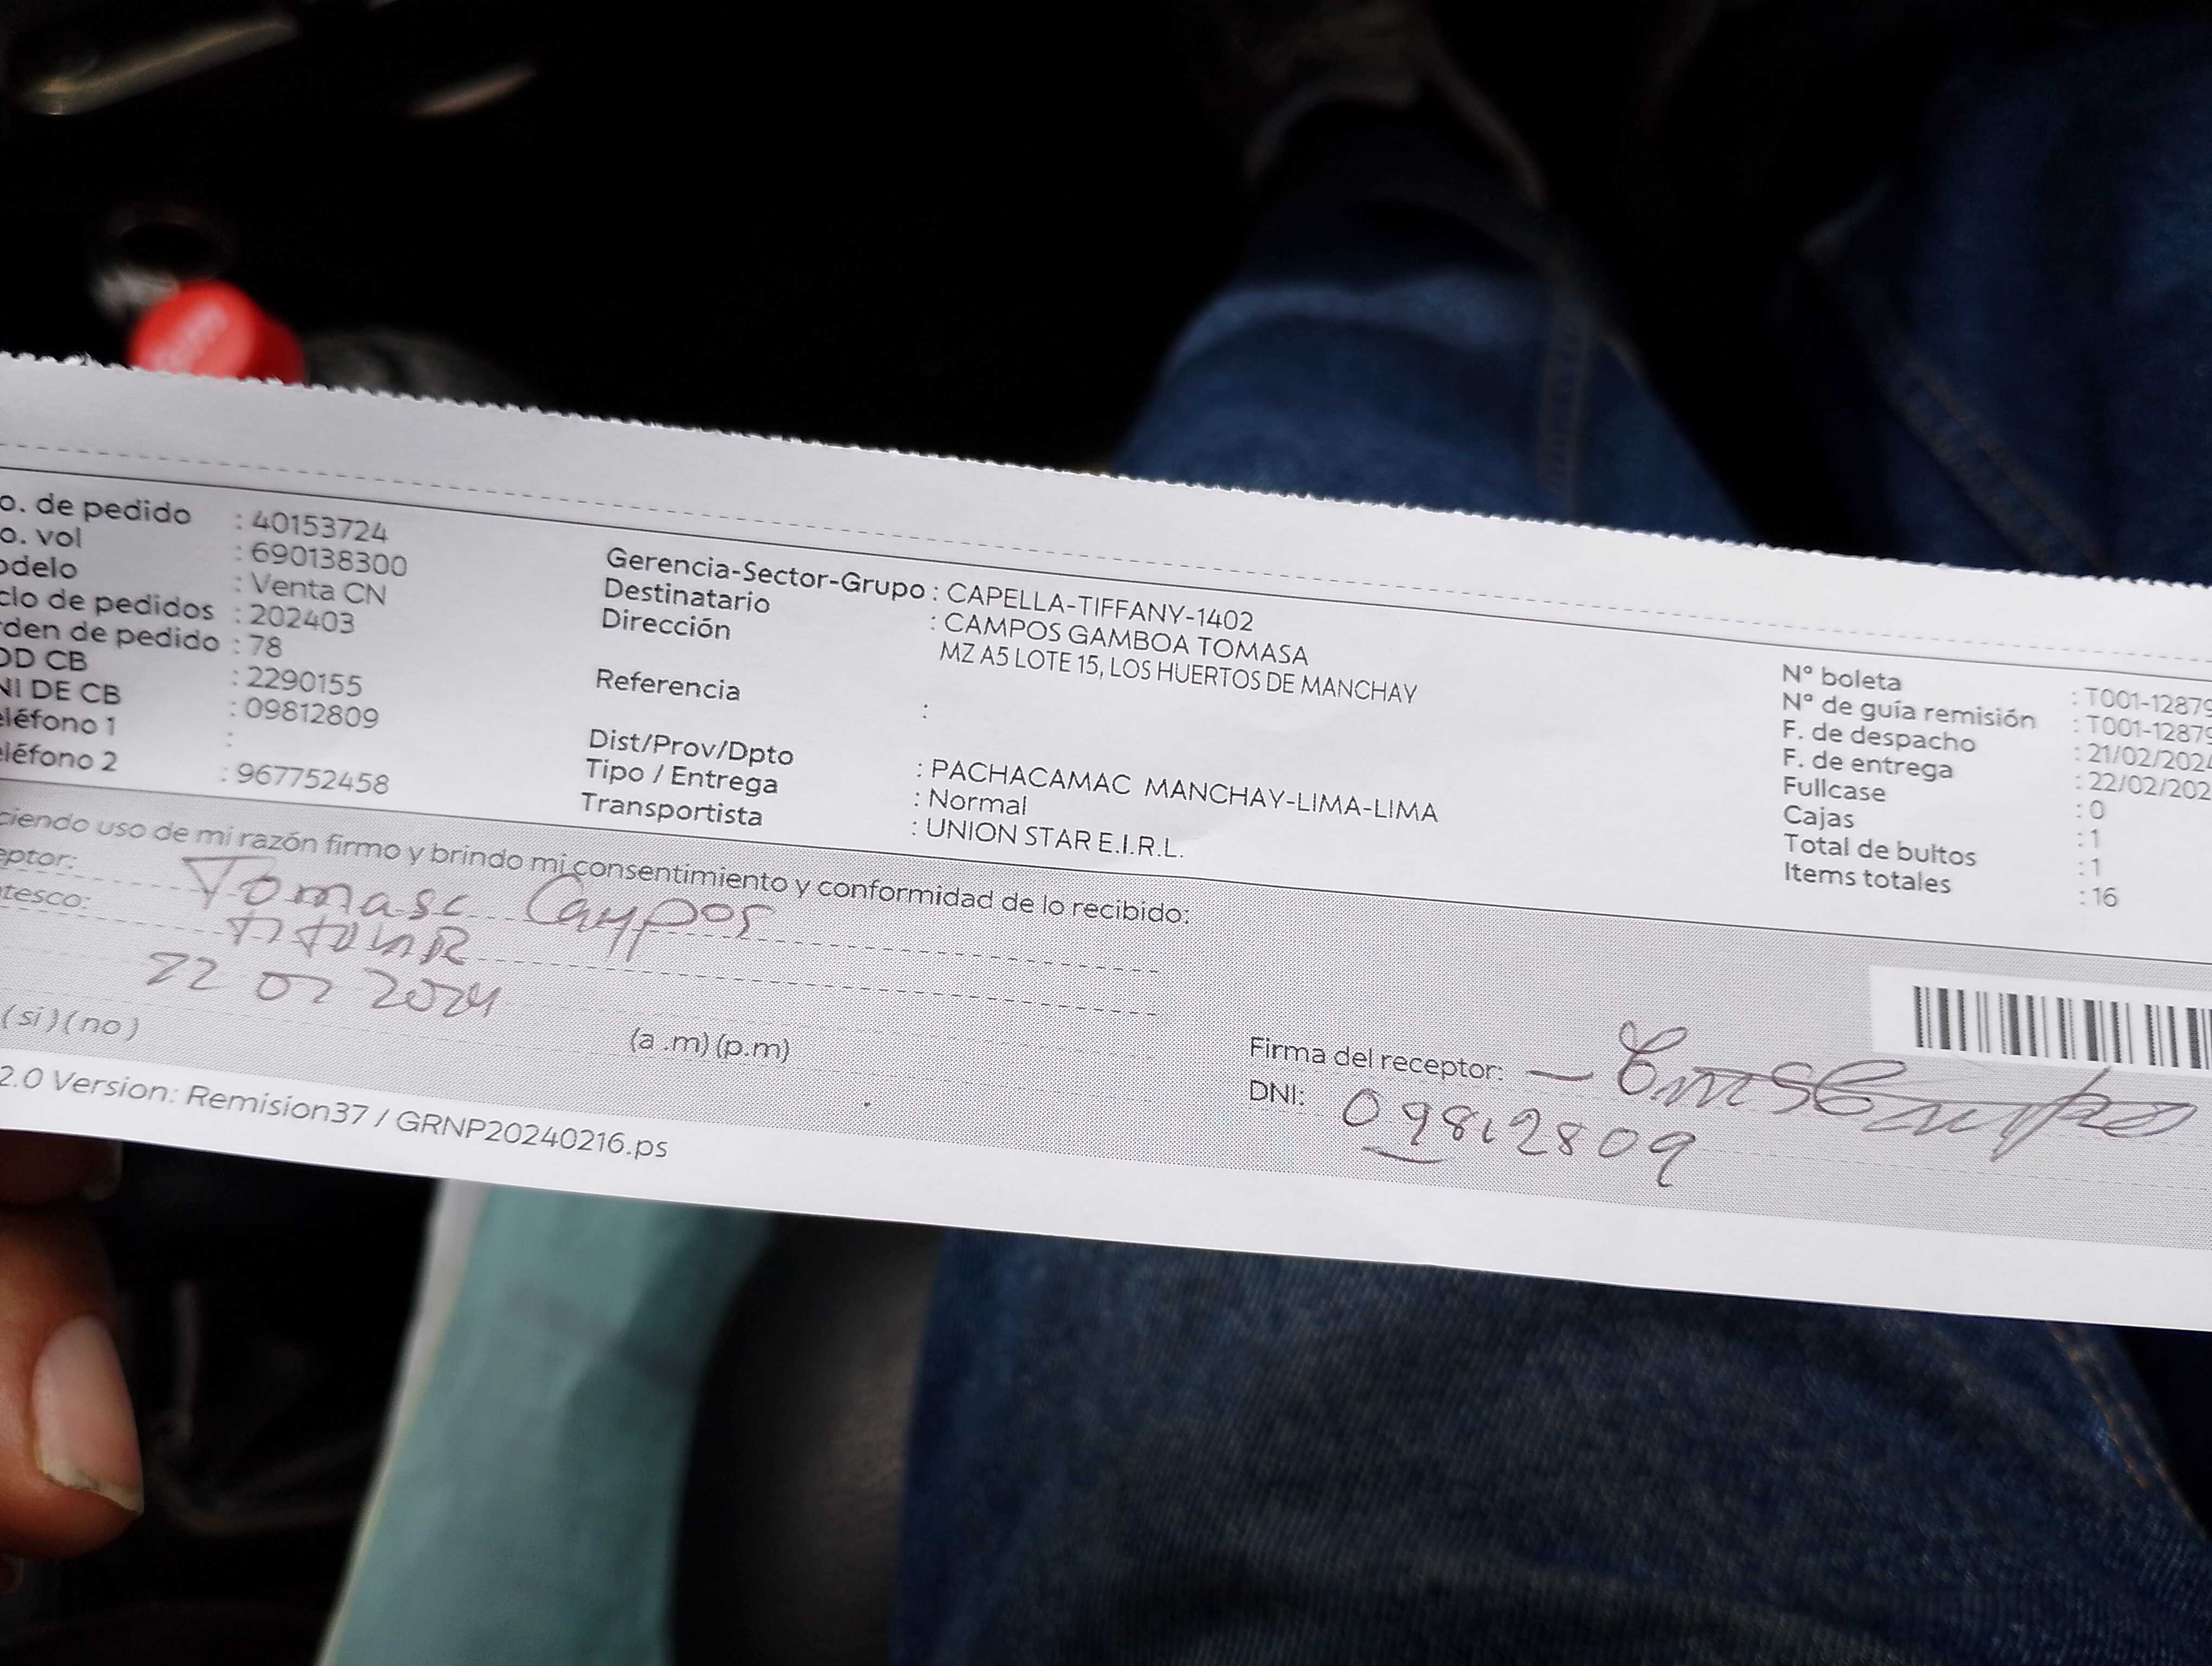 o. de pedido : 40153724
o. vol : 690138300
odelo : Venta CN
clo de pedidos : 202403
rden de pedido : 78
OD CB : 2290155
NI DE CB : 09812809
eléfono 1 :
eléfono 2 : 967752458
Gerencia-Sector-Grupo : CAPELLA-TIFFANY-1402
Destinatario : CAMPOS GAMBOA TOMASA
Dirección MZ A5 LOTE 15, LOS HUERTOS DE MANCHAY
Referencia :
Dist/Prov/Dpto : PACHACAMAC MANCHAY-LIMA-LIMA
Tipo / Entrega : Normal
Transportista : UNION STAR E.I.R.L.
N° boleta : T001-12879
N° de guía remisión : T001-12879
F. de despacho : 21/02/2024
F. de entrega : 22/02/202
Fullcase : 0
Cajas : 1
Total de bultos : 1
Items totales : 16
ciendo uso de mi razón firmo y brindo mi consentimiento y conformidad de lo recibido:
eptor: Tomasa Campos
ntesco: TITULAR
22 02 2024
(si)(no) (a .m) (p.m)
Firma del receptor:
DNI: 09812809
2.0 Version: Remision37 / GRNP20240216.ps